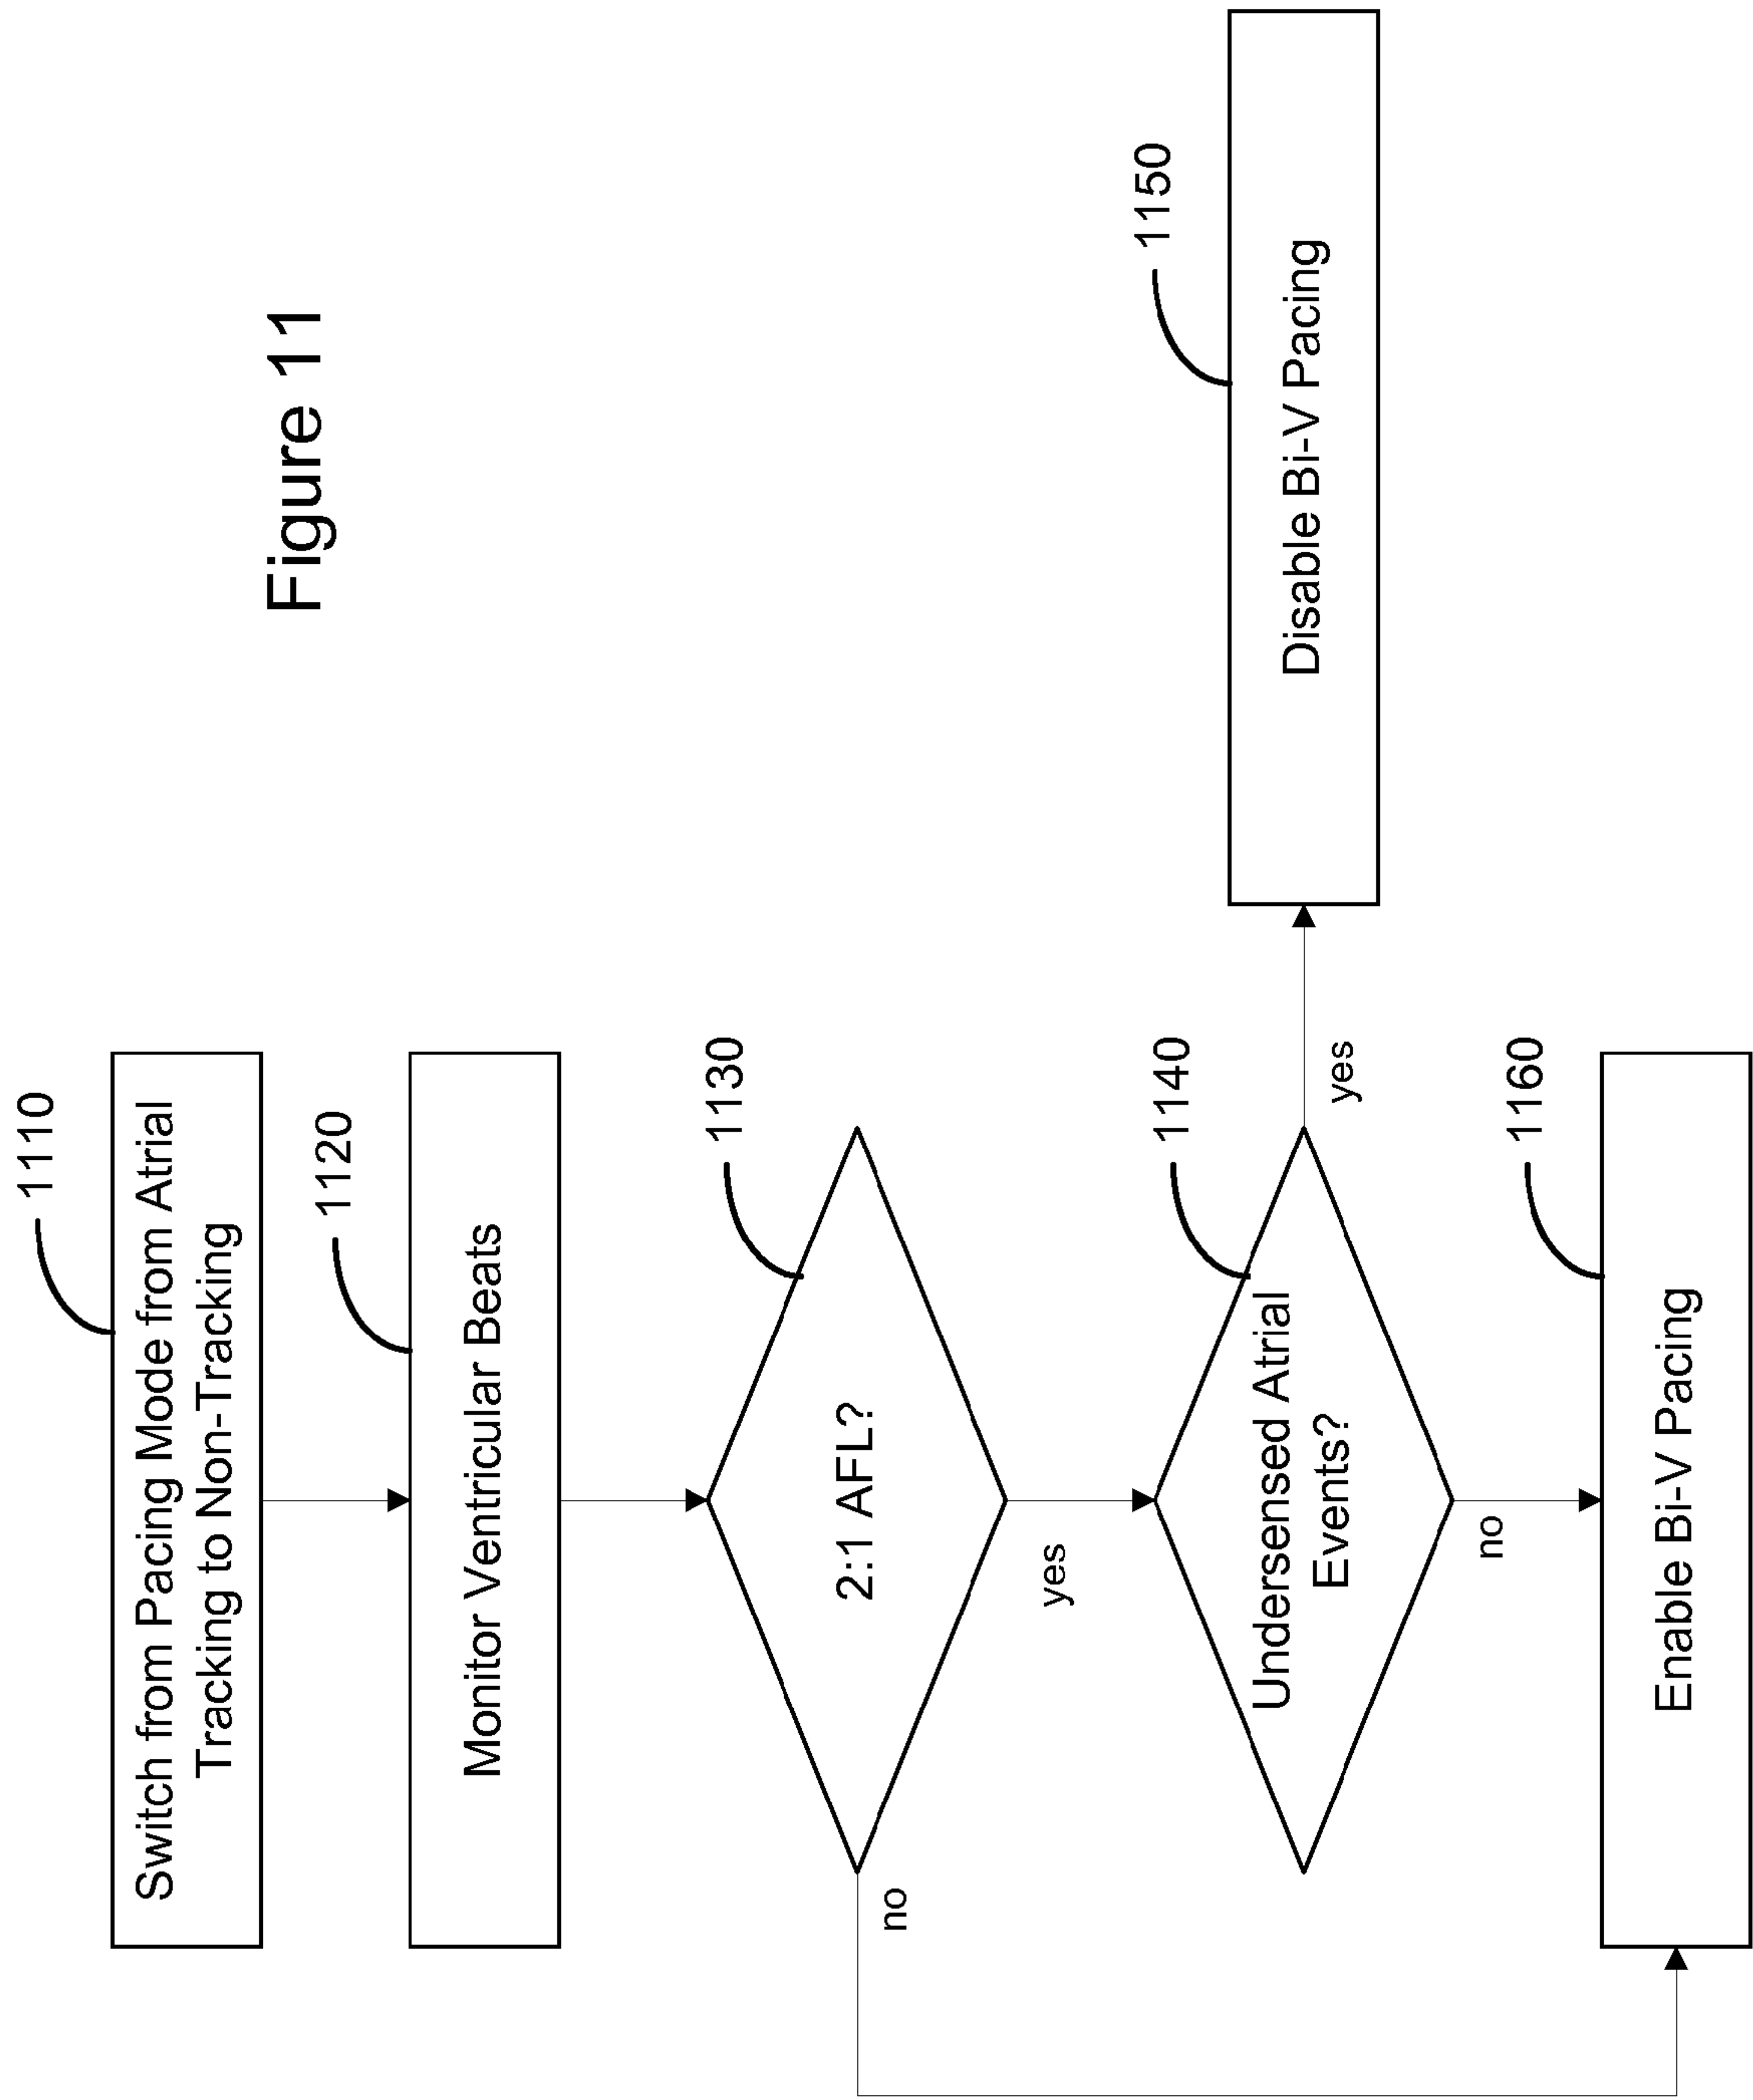 Figure 11
1110
Switch from Pacing Mode from Atrial
Tracking to Non-Tracking
1120
Monitor Ventricular Beats
1130
2:1 AFL?
no
yes
1140
Undersensed Atrial
Events?
yes
no
1150
Disable Bi-V Pacing
1160
Enable Bi-V Pacing